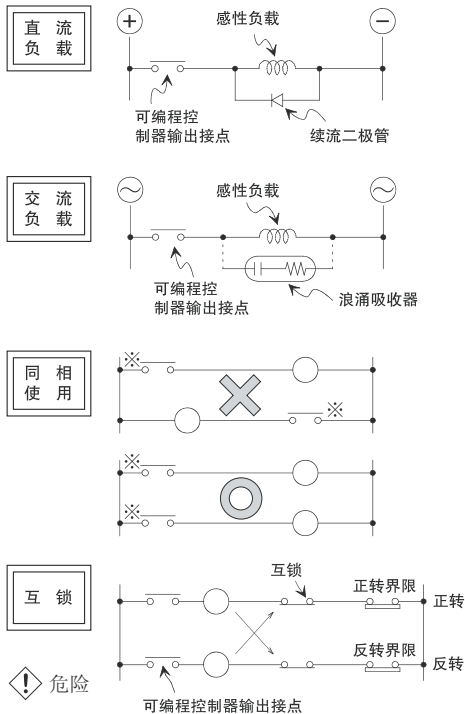 直流
负载
感性负载
可编程控
制器输出接点
续流二极管
交流
负载
感性负载
可编程控
制器输出接点
浪涌吸收器
同相
使用
※
※
※
※
互锁
互锁
正转界限
正转
反转界限
反转
危险
可编程控制器输出接点